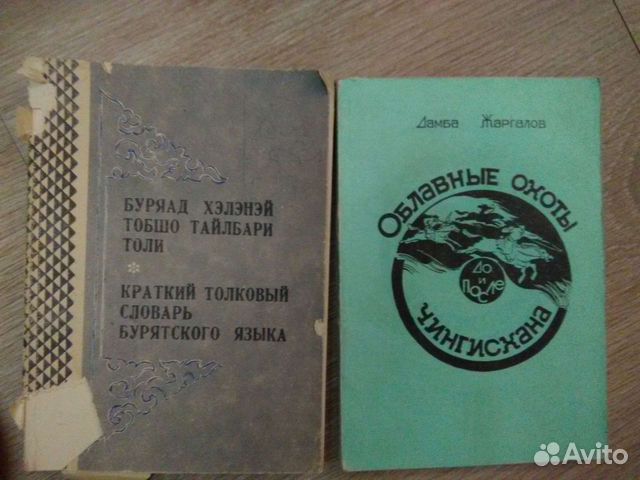 БУРЯАД ХЭЛЭНЭЙ
ТОБШО ТАЙЛБАРИ
ТОЛИ
КРАТКИЙ ТОЛКОВЫЙ
СЛОВАРЬ
БУРЯТСКОГО ЯЗЫКА
Дамба Жаргалов
ОБЛАВНЫЕ ОХОТЫ
ДО
И
ПОСЛЕ
ЧИНГИСХАНА
Avito